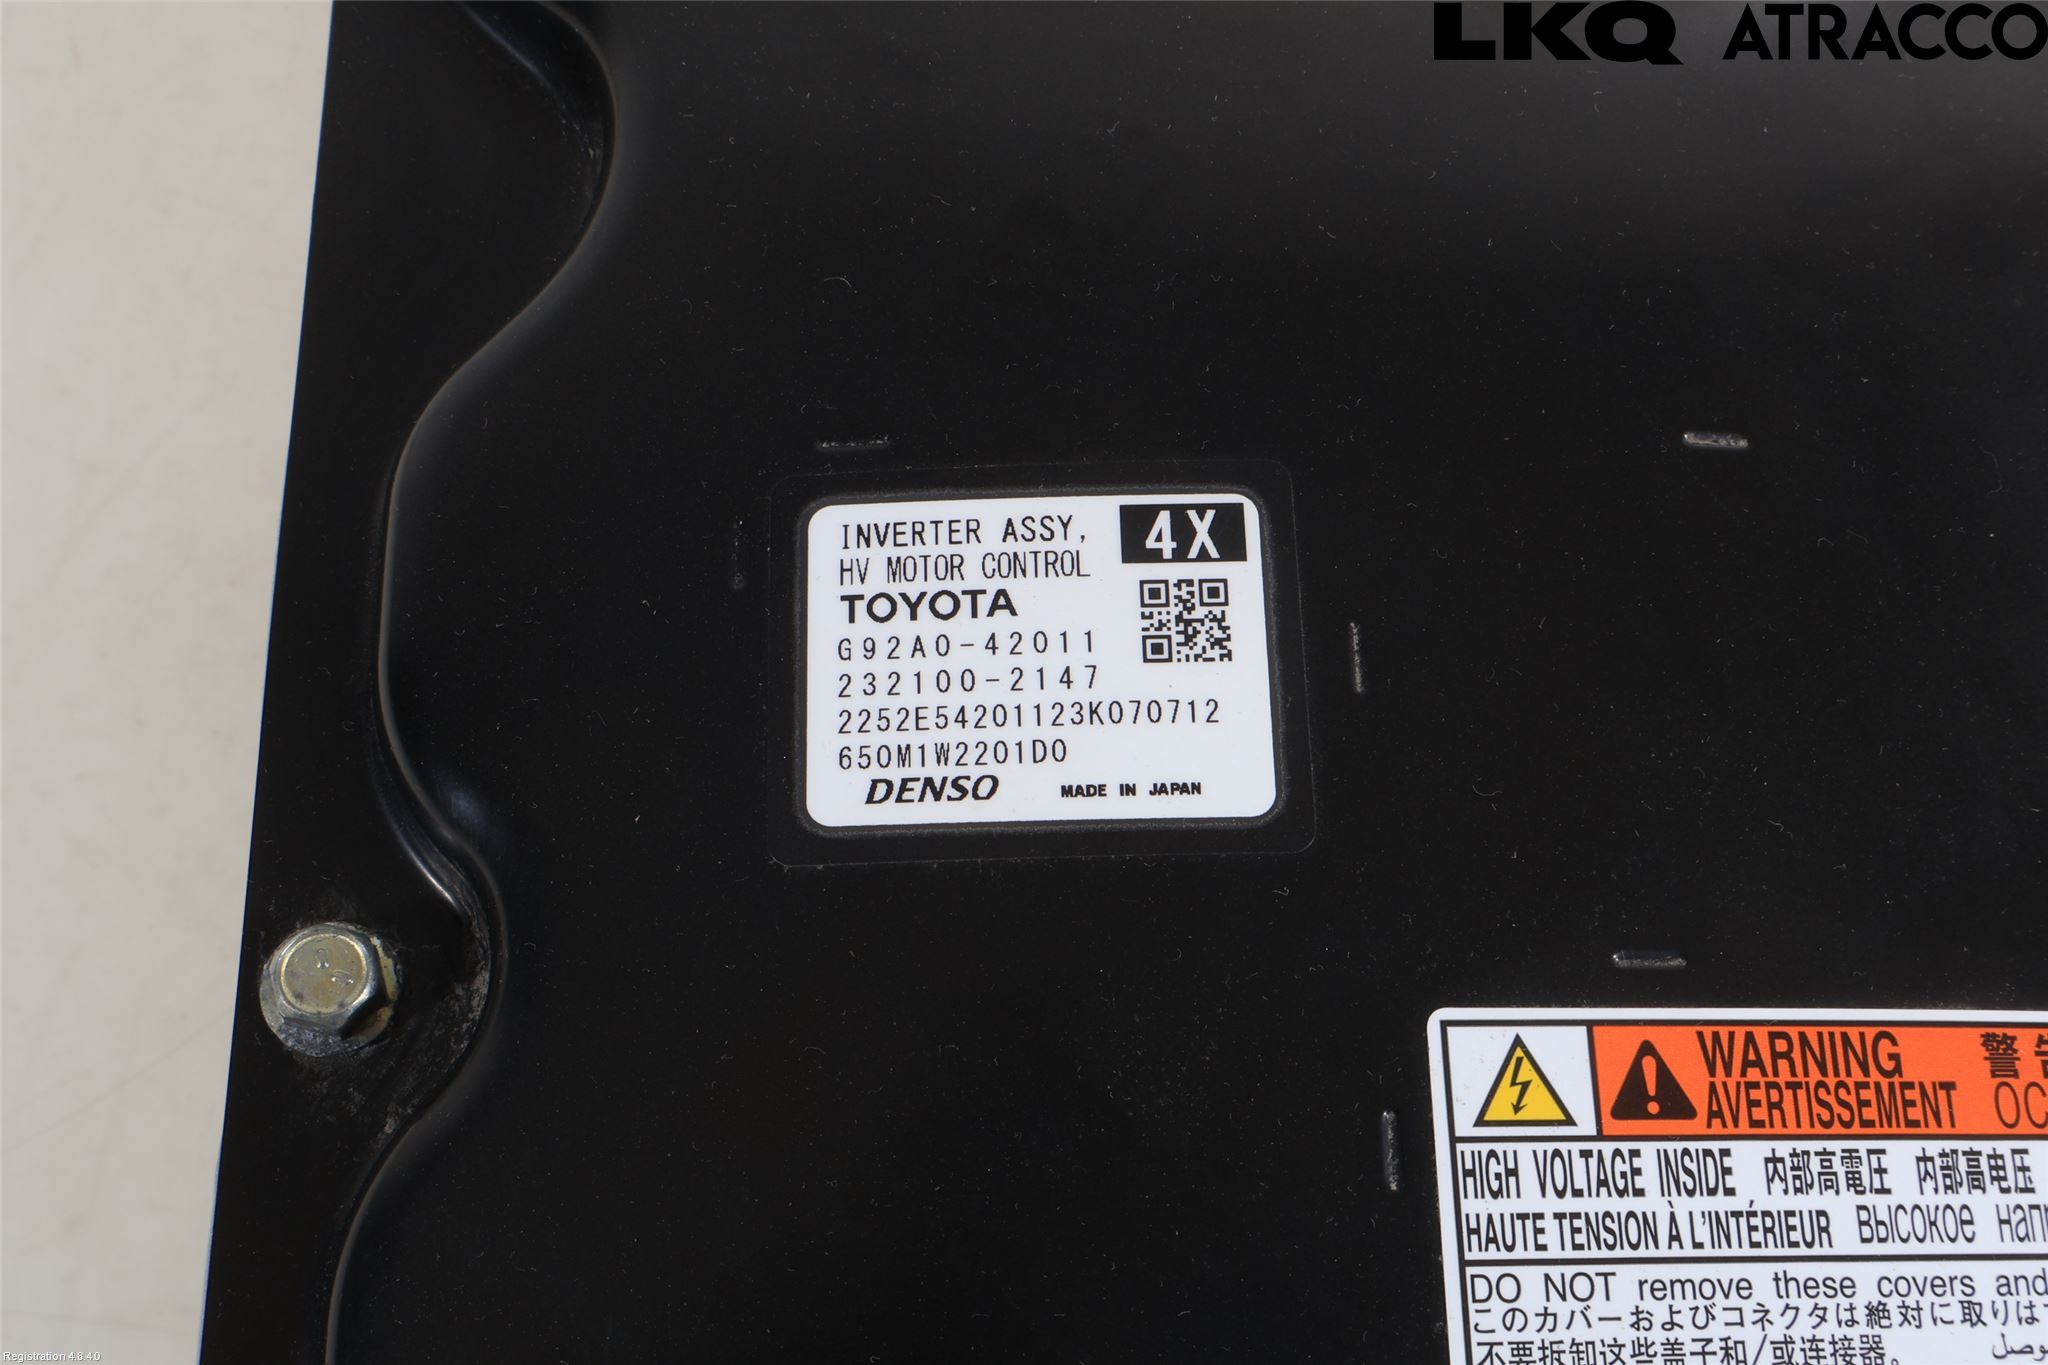 LKQ ATRACCO
INVERTER ASSY, 4X
HV MOTOR CONTROL
TOYOTA
G92A0-42011
232100-2147
2252E54201123K070712
650M1W2201D0
DENSO MADE IN JAPAN
WARNING 警告
AVERTISSEMENT ОС
HIGH VOLTAGE INSIDE 内部高電圧 内部高电压
HAUTE TENSION À L'INTÉRIEUR высокое нап
DO NOT remove these covers and
このカバーおよびコネクタは絶対に取りは
不要拆卸这些盖子和/或连接器。
Registration 4.8.4.0